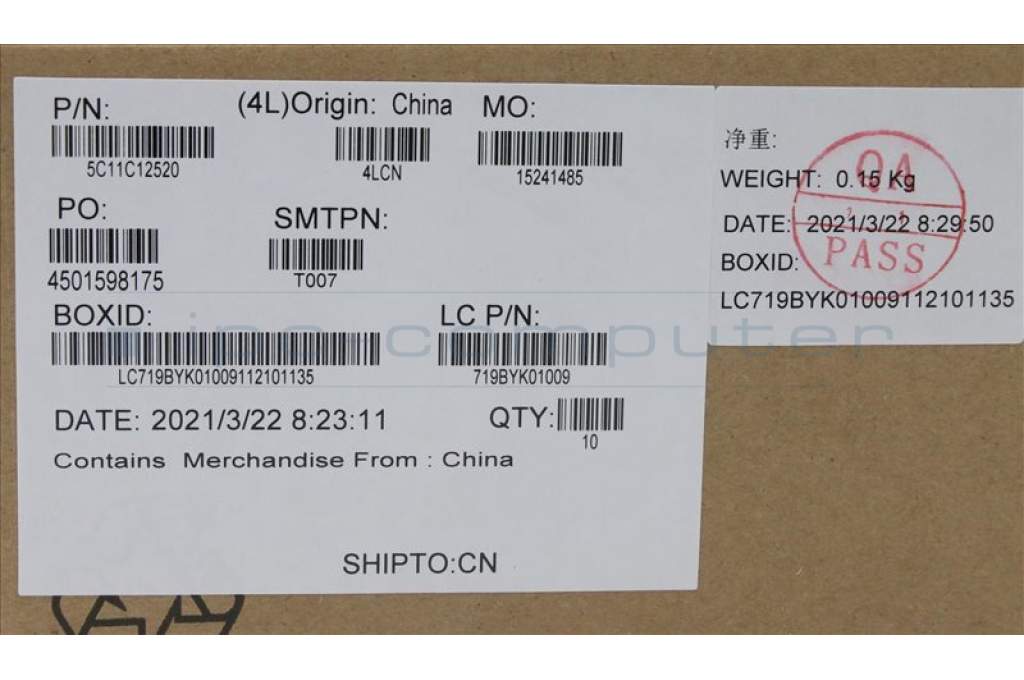 P/N:
5C11C12520
(4L)Origin: China
4LCN
MO:
15241485
PO:
4501598175
SMTPN:
T007
BOXID:
LC719BYK01009112101135
LC P/N:
719BYK01009
DATE: 2021/3/22 8:23:11
QTY:
10
Contains Merchandise From : China
SHIPTO:CN
净重:
WEIGHT: 0.15 Kg
DATE: 2021/3/22 8:29:50
BOXID:
LC719BYK01009112101135
QA
PASS
ipc-computer